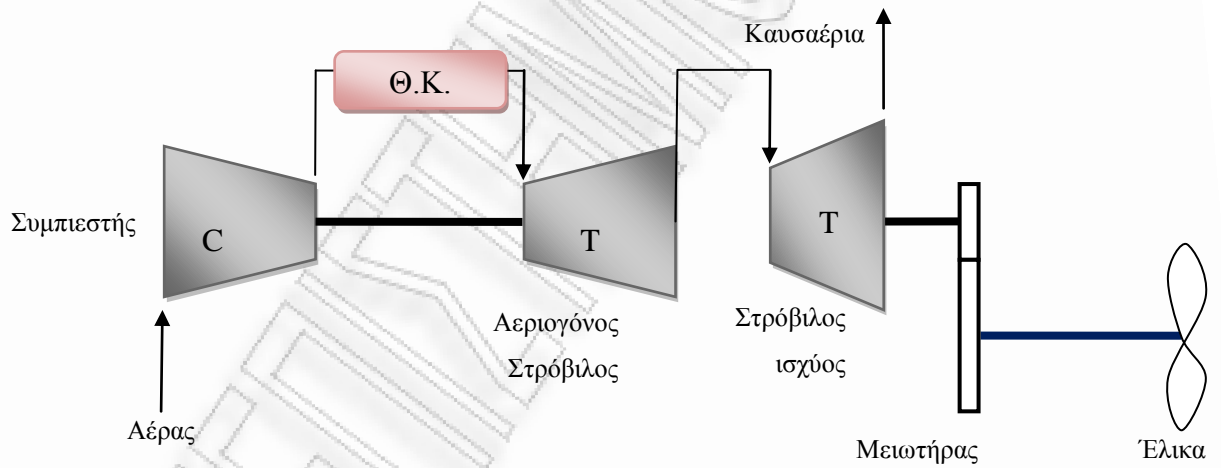 Καυσαέρια
Θ.Κ.
Συμπιεστής
C
T
T
Αεριογόνος
Στρόβιλος
Στρόβιλος
ισχύος
Αέρας
Μειωτήρας
Έλικα